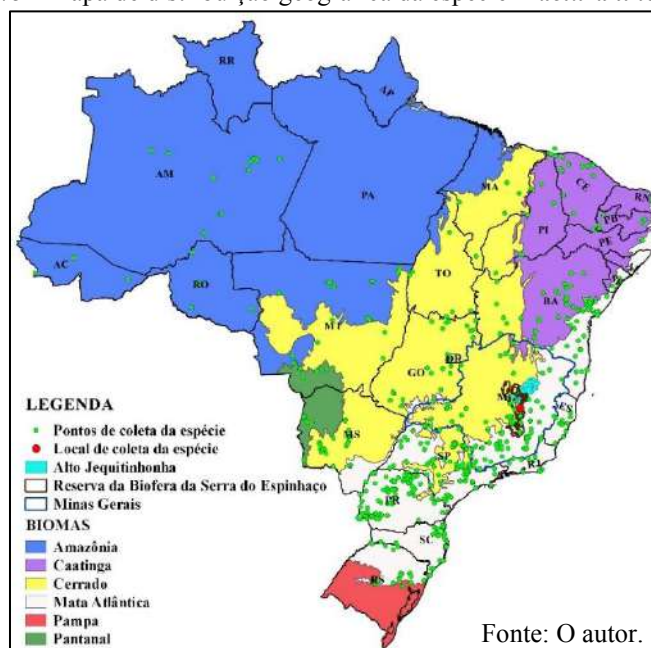 RR
AP
AM
PA
MA
CE
RN
PB
PE
PI
AC
TO
RO
BA
MT
GO
DF
MG
ES
MS
SP
RJ
PR
SC
RS
LEGENDA
Pontos de coleta da espécie
Local de coleta da espécie
Alto Jequitinhonha
Reserva da Biofera da Serra do Espinhaço
Minas Gerais
BIOMAS
Amazônia
Caatinga
Cerrado
Mata Atlântica
Pampa
Pantanal
Fonte: O autor.